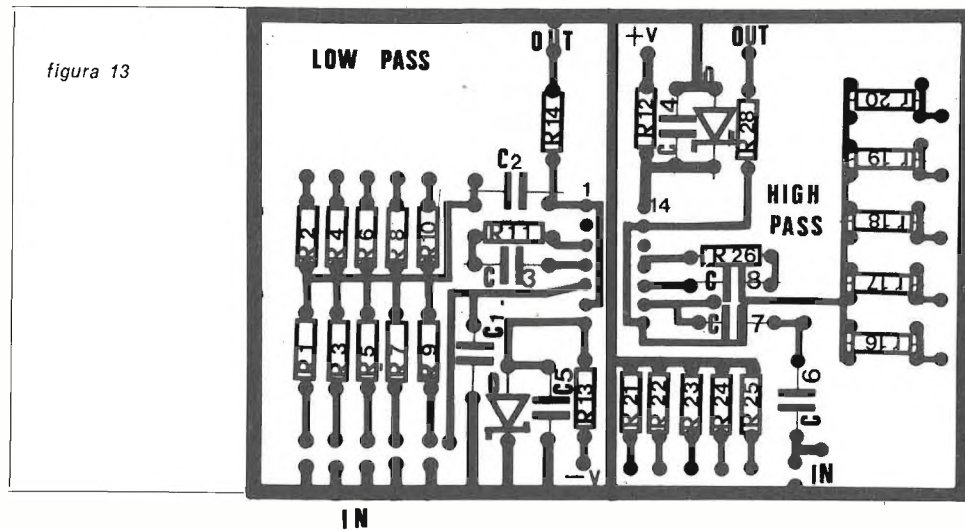 figura 13
LOW PASS
OUT
+V
OUT
R14
R12
C4
D
R28
r20
r19
r18
r17
r16
C2
1
14
HIGH
PASS
R2
R4
R6
R8
R10
R11
C3
R26
C8
C7
R1
R3
R5
R7
R9
C1
D
C5
R13
R21
R22
R23
R24
R25
C6
-V
IN
IN